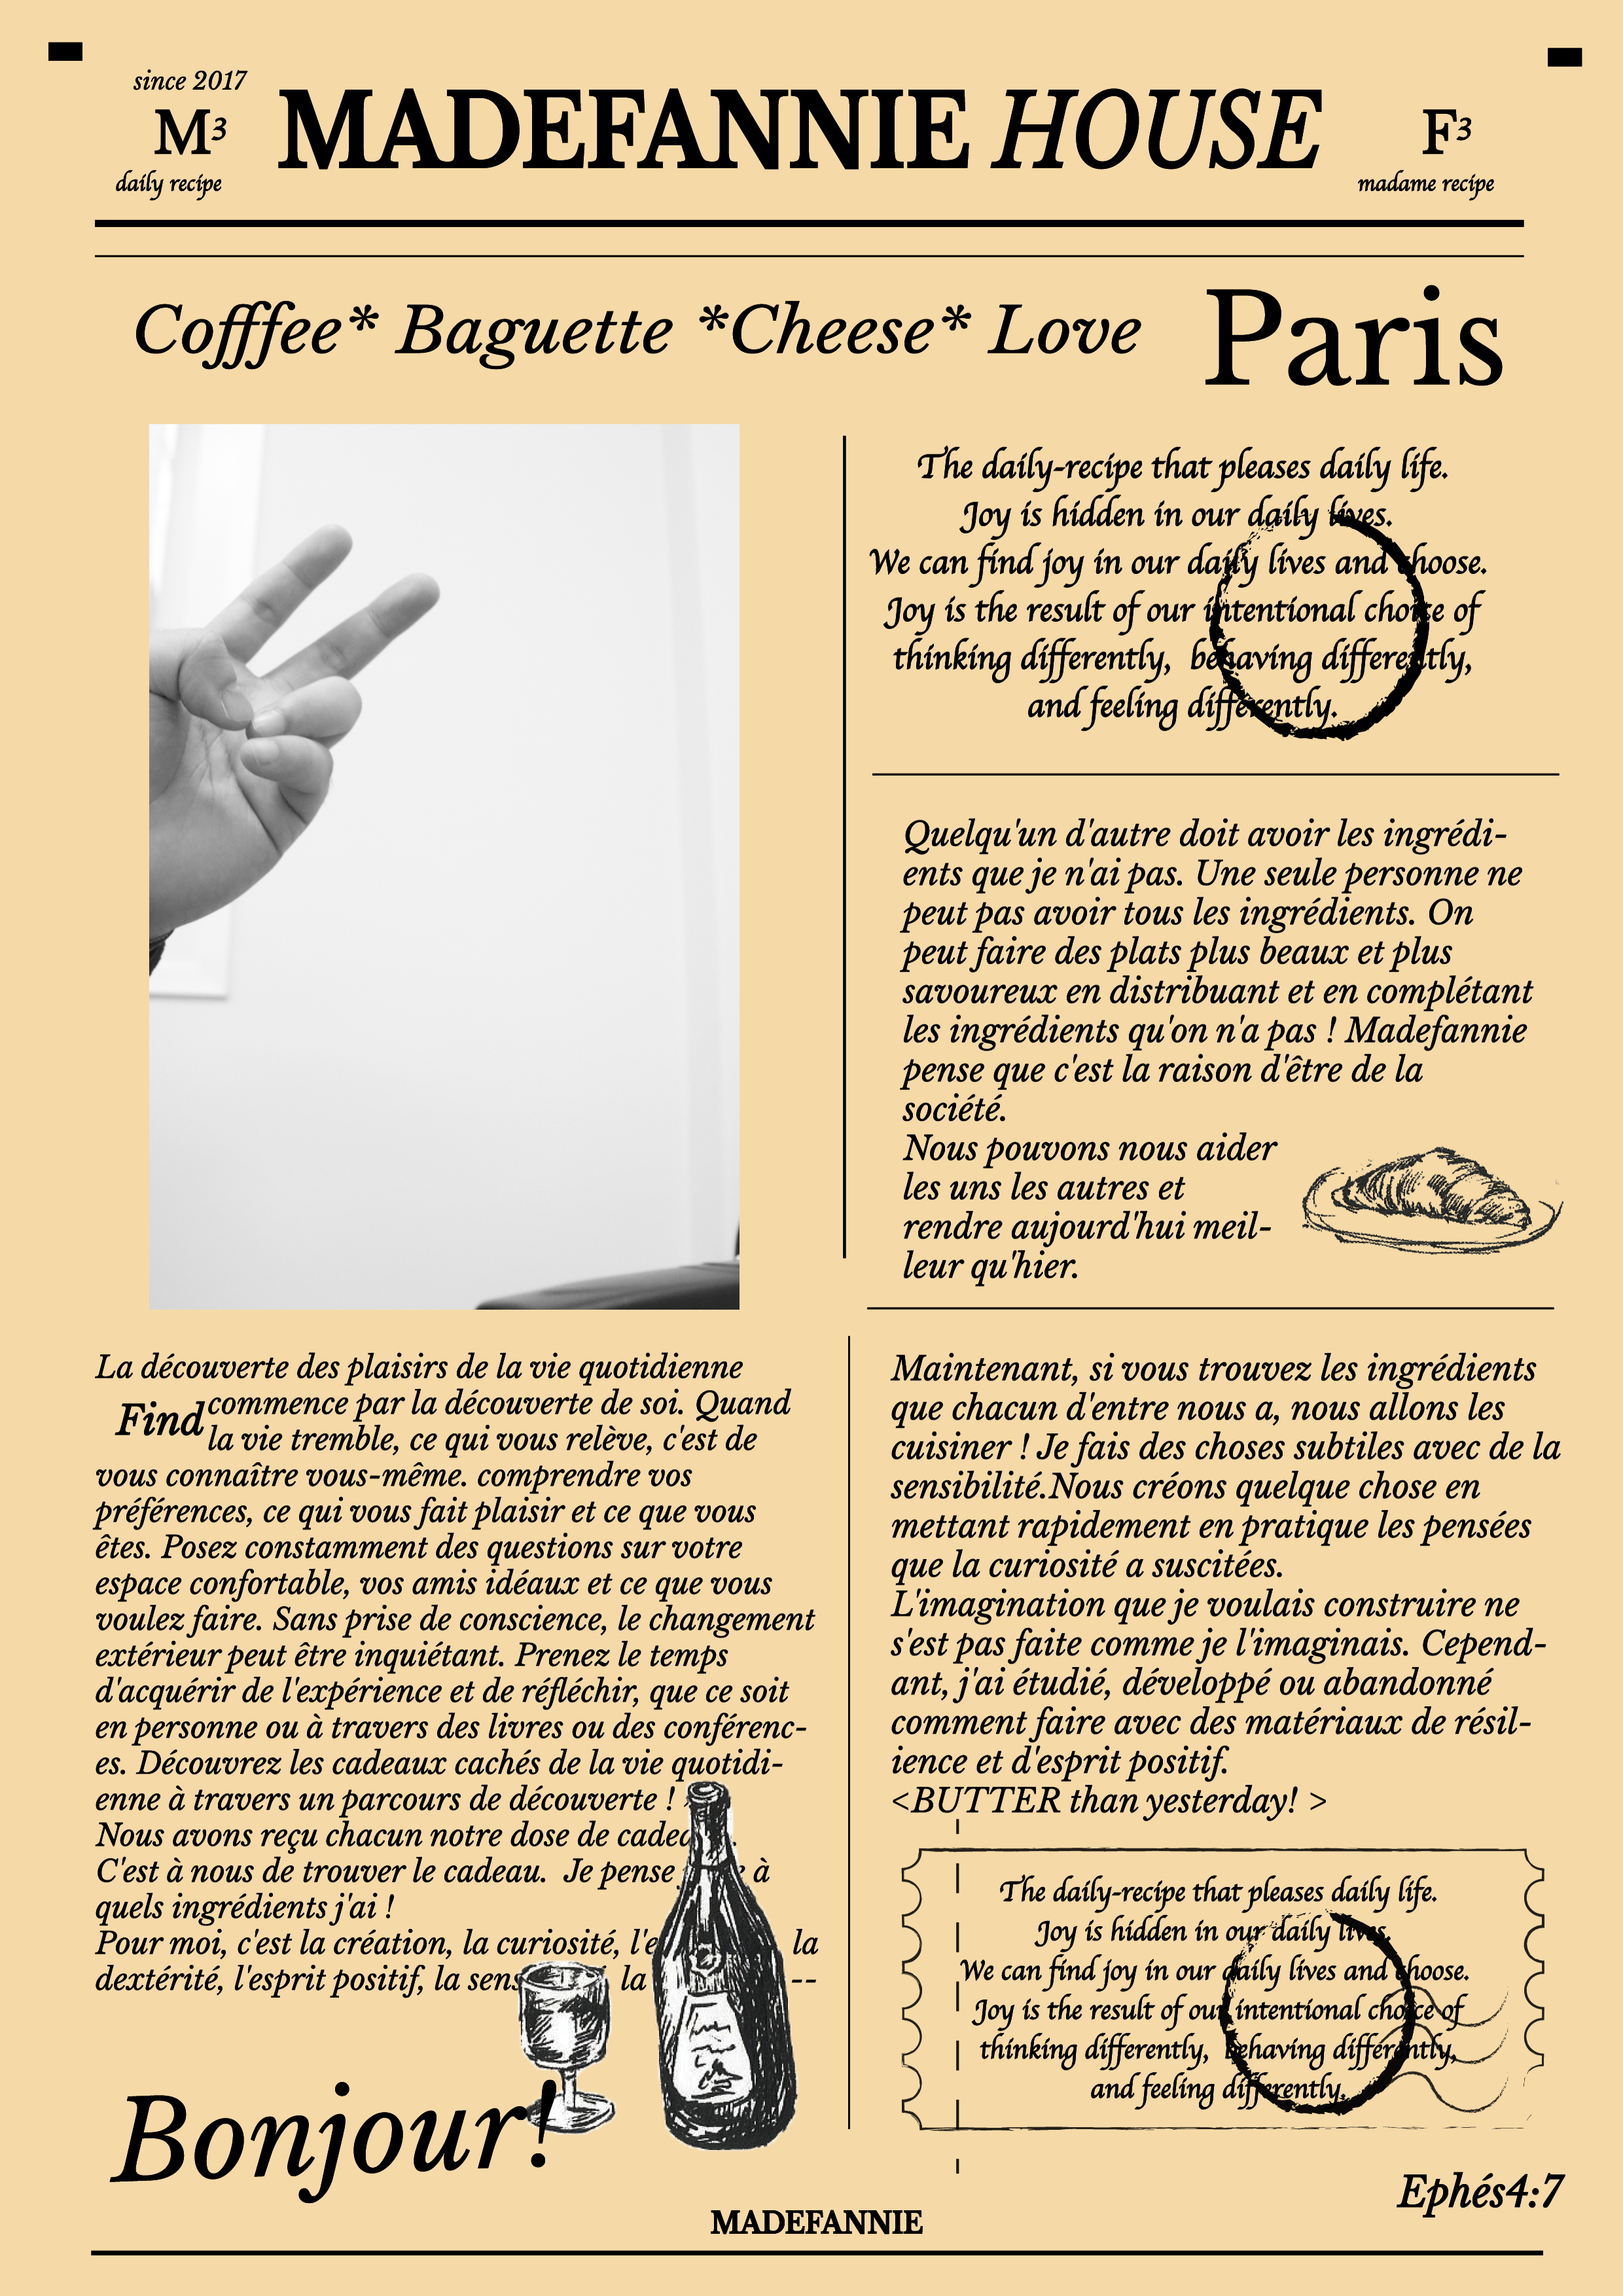 since 2017
M³
daily recipe
MADEFANNIE HOUSE
F³
madame recipe
Cofffee* Baguette *Cheese* Love
Paris
The daily-recipe that pleases daily life.
Joy is hidden in our daily lives.
We can find joy in our daily lives and choose.
Joy is the result of our intentional choice of
thinking differently, behaving differently,
and feeling differently.
Quelqu'un d'autre doit avoir les ingrédi-
ents que je n'ai pas. Une seule personne ne
peut pas avoir tous les ingrédients. On
peut faire des plats plus beaux et plus
savoureux en distribuant et en complétant
les ingrédients qu'on n'a pas ! Madefannie
pense que c'est la raison d'être de la
société.
Nous pouvons nous aider
les uns les autres et
rendre aujourd'hui meil-
leur qu'hier.
La découverte des plaisirs de la vie quotidienne
Find
commence par la découverte de soi. Quand
la vie tremble, ce qui vous relève, c'est de
vous connaître vous-même. comprendre vos
préférences, ce qui vous fait plaisir et ce que vous
êtes. Posez constamment des questions sur votre
espace confortable, vos amis idéaux et ce que vous
voulez faire. Sans prise de conscience, le changement
extérieur peut être inquiétant. Prenez le temps
d'acquérir de l'expérience et de réfléchir, que ce soit
en personne ou à travers des livres ou des conférenc-
es. Découvrez les cadeaux cachés de la vie quotidi-
enne à travers un parcours de découverte !
Nous avons reçu chacun notre dose de
C'est à nous de trouver le cadeau. Je pense à
quels ingrédients j'ai !
Pour moi, c'est la création, la curiosité, la
dextérité, l'esprit positif, la la --
Maintenant, si vous trouvez les ingrédients
que chacun d'entre nous a, nous allons les
cuisiner ! Je fais des choses subtiles avec de la
sensibilité.Nous créons quelque chose en
mettant rapidement en pratique les pensées
que la curiosité a suscitées.
L'imagination que je voulais construire ne
s'est pas faite comme je l'imaginais. Cepend-
ant, j'ai étudié, développé ou abandonné
comment faire avec des matériaux de résil-
ience et d'esprit positif.
<BUTTER than yesterday! >
The daily-recipe that pleases daily life.
Joy is hidden in our daily lives.
We can find joy in our daily lives and choose.
Joy is the result of our intentional choice of
thinking differently, behaving differently,
and feeling differently.
Bonjour!
Ephés4:7
MADEFANNIE